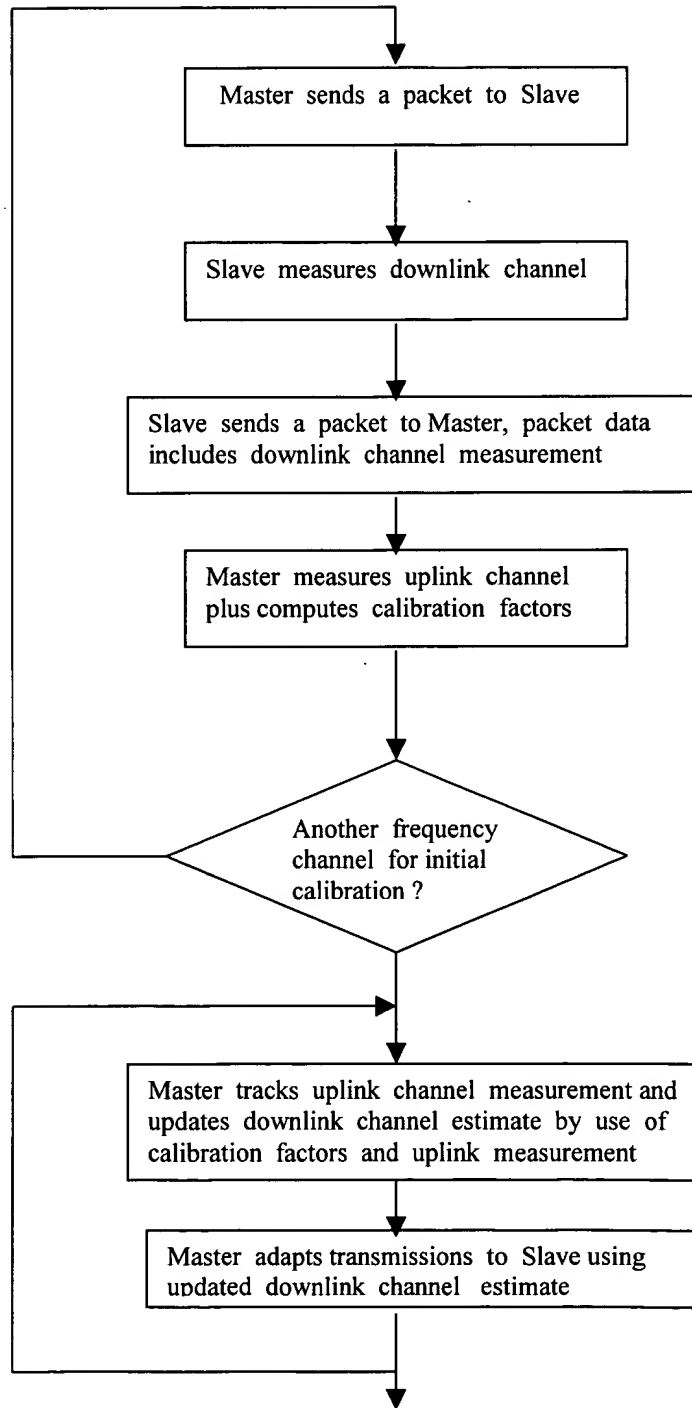 Master sends a packet to Slave
Slave measures downlink channel
Slave sends a packet to Master, packet data
includes downlink channel measurement
Master measures uplink channel
plus computes calibration factors
Another frequency
channel for initial
calibration ?
Master tracks uplink channel measurement and
updates downlink channel estimate by use of
calibration factors and uplink measurement
Master adapts transmissions to Slave using
updated downlink channel estimate